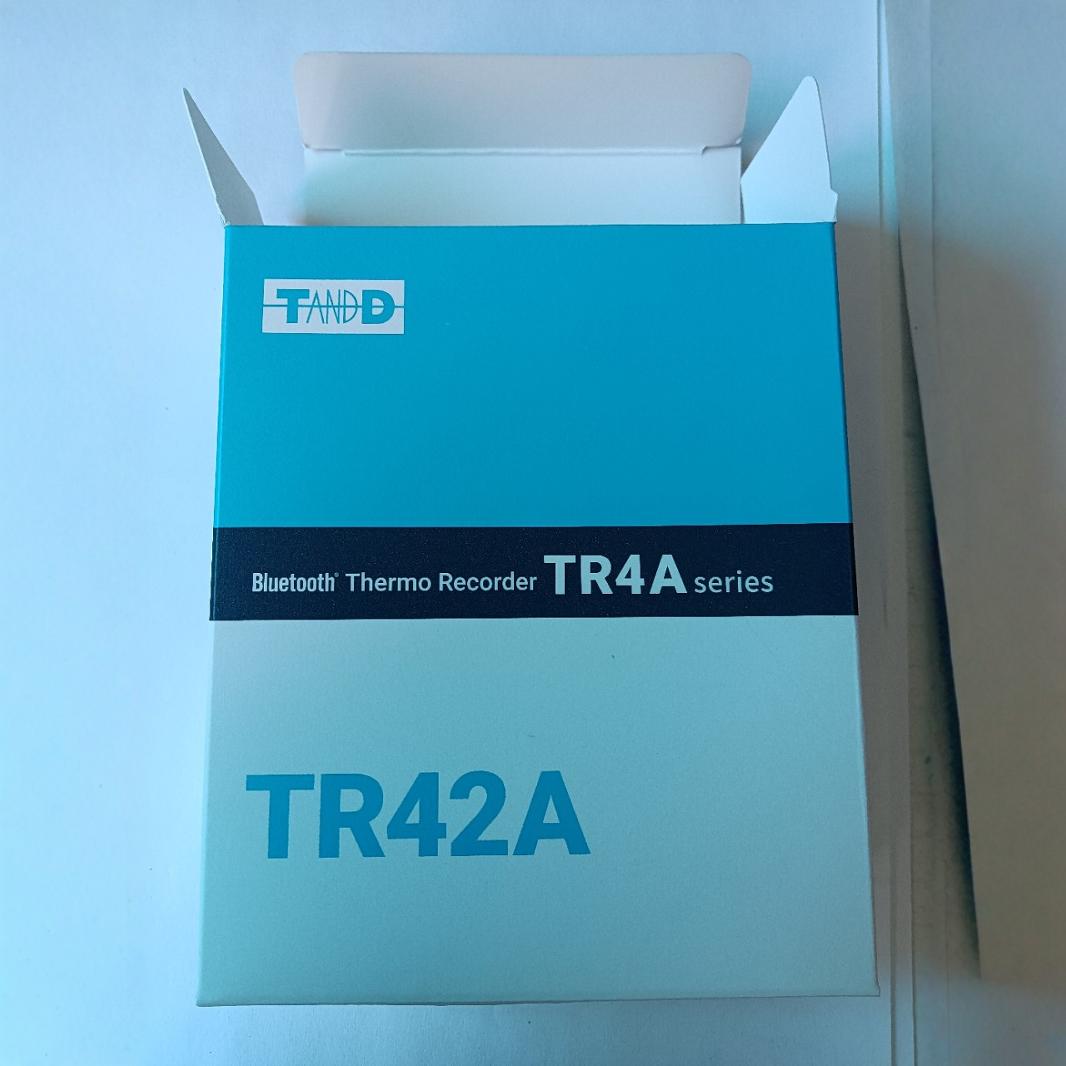 TANDD
Bluetooth® Thermo Recorder TR4A series
TR42A